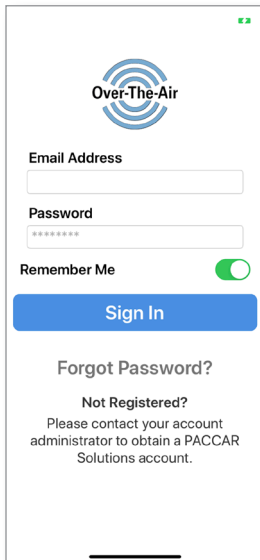 Over-The-Air
Email Address
Password
********
Remember Me
Sign In
Forgot Password?
Not Registered?
Please contact your account
administrator to obtain a PACCAR
Solutions account.